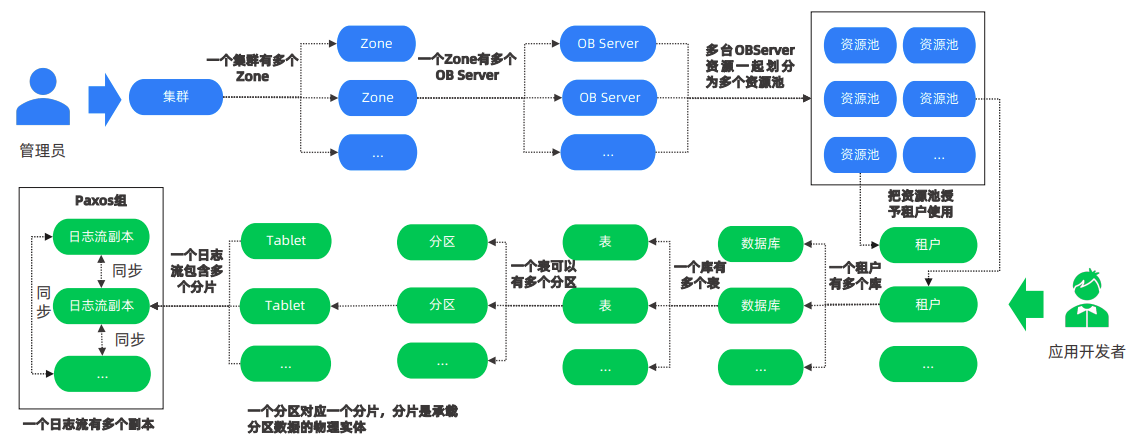 管理员
集群
一个集群有多个
Zone
Zone
Zone
...
一个Zone有多个
OB Server
OB Server
OB Server
...
多台OBServer
资源一起划分
为多个资源池
资源池
资源池
资源池
资源池
资源池
...
把资源池授
予租户使用
Paxos组
日志流副本
同步
日志流副本
同步
...
同
步
一个日志流有多个副本
一个日志
流包含多
个分片
Tablet
Tablet
...
一个分区对应一个分片，分片是承载
分区数据的物理实体
分区
分区
...
一个表可以
有多个分区
表
表
...
一个库有
多个表
数据库
数据库
...
一个租户
有多个库
租户
租户
...
应用开发者